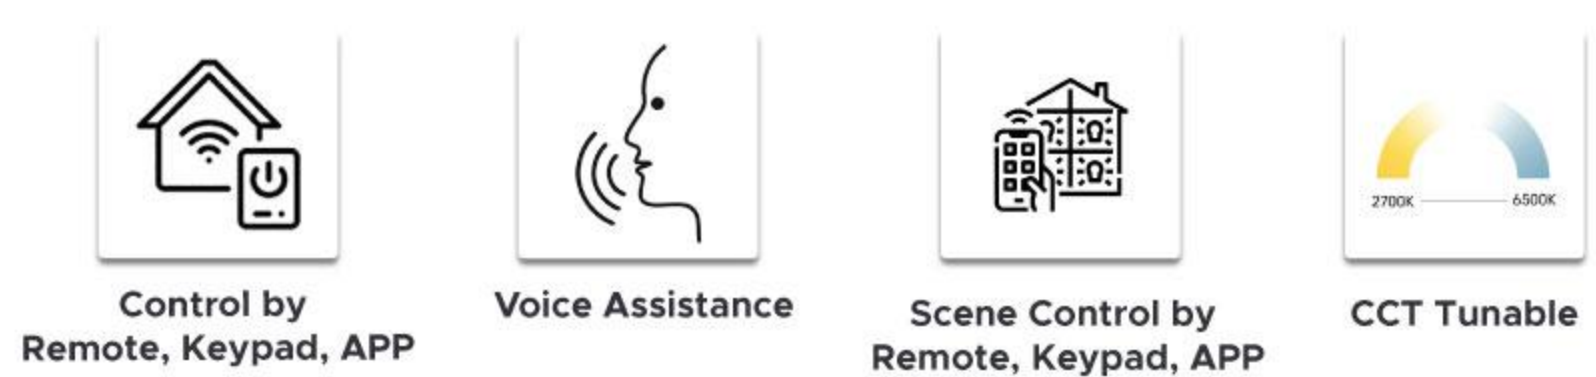 Control by
Remote, Keypad, APP
Voice Assistance
Scene Control by
Remote, Keypad, APP
2700K
6500K
CCT Tunable